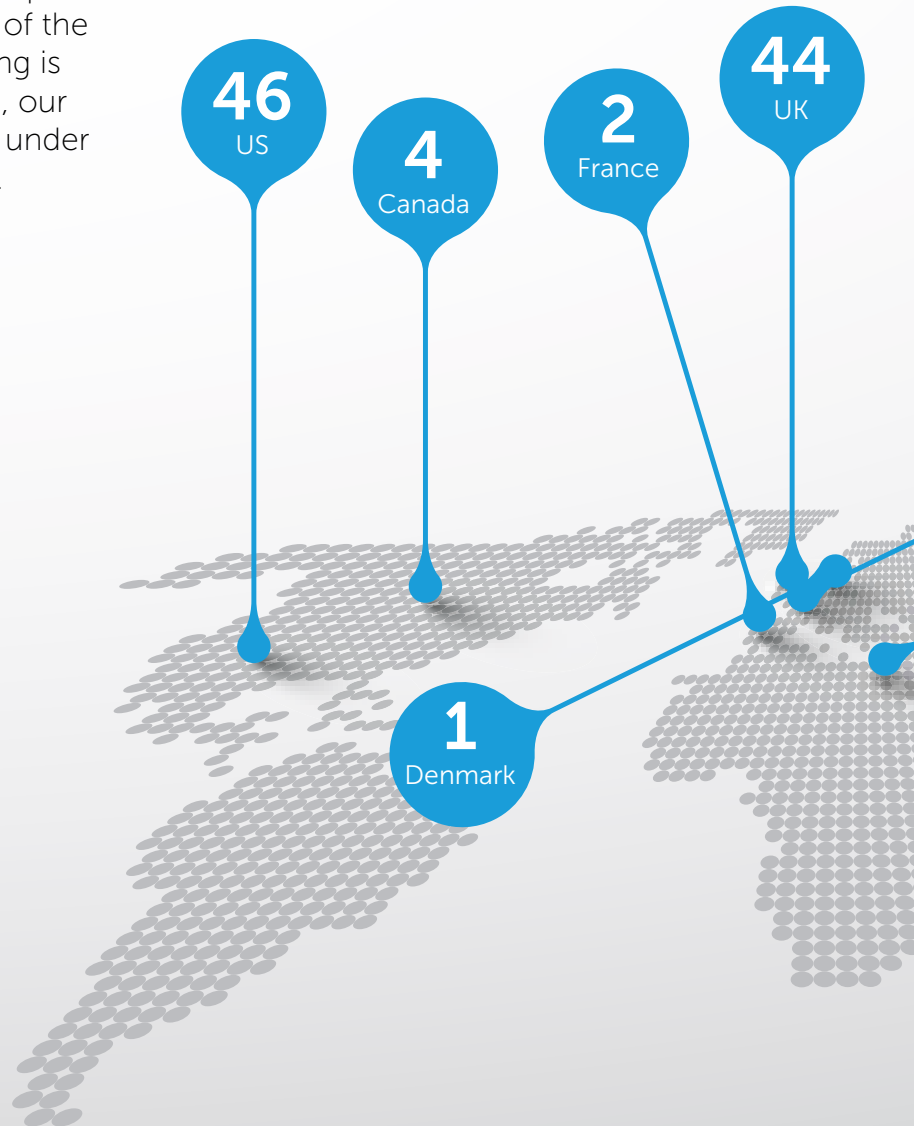 of the
ng is
, our
under
46
US
4
Canada
2
France
44
UK
1
Denmark